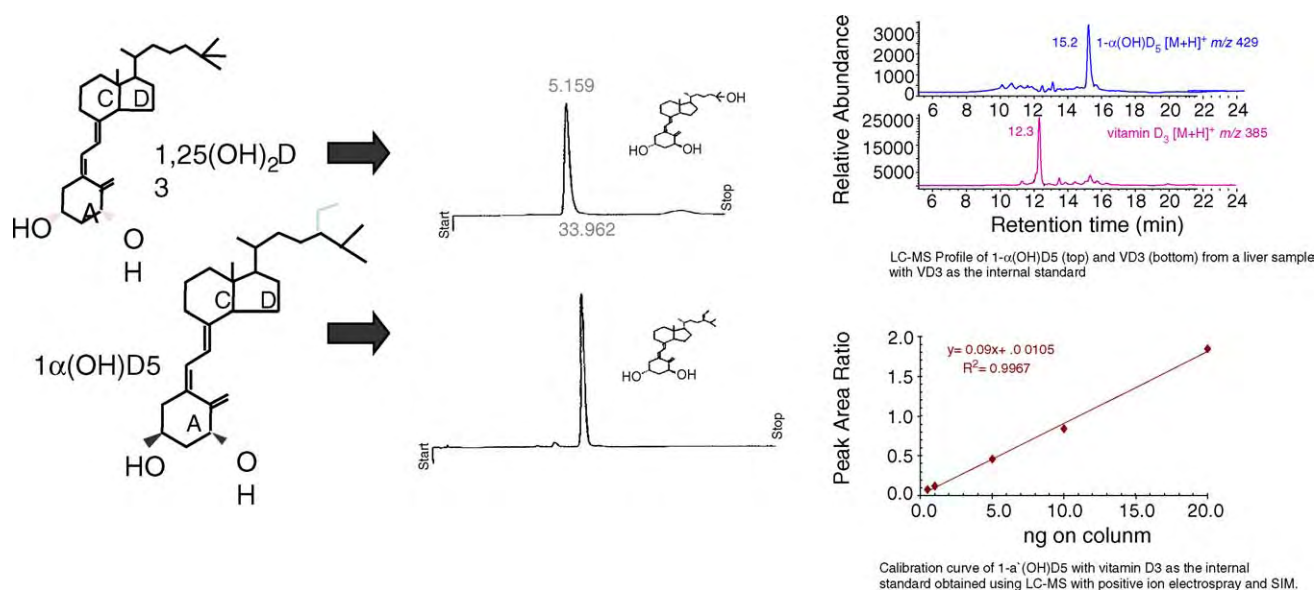 C D
1,25(OH)₂D
3
A
HO
O
H
C D
1α(OH)D5
A
HO
O
H
5.159
OH
HO OH
Start
Stop
33.962
HO OH
Start
Stop
Relative Abundance
3000
2000
1000
0
15.2 1-α(OH)D₅ [M+H]⁺ m/z 429
6 8 10 12 14 16 18 20 22 24
25000
15000
5000
12.3 vitamin D₃ [M+H]⁺ m/z 385
6 8 10 12 14 16 18 20 22 24
Retention time (min)
LC-MS Profile of 1-α(OH)D5 (top) and VD3 (bottom) from a liver sample
with VD3 as the internal standard
Peak Area Ratio
2.0
1.5
1.0
0.5
0.0
y= 0.09x+ .0 0105
R²= 0.9967
0.0 5.0 10.0 15.0 20.0
ng on colunm
Calibration curve of 1-a`(OH)D5 with vitamin D3 as the internal
standard obtained using LC-MS with positive ion electrospray and SIM.